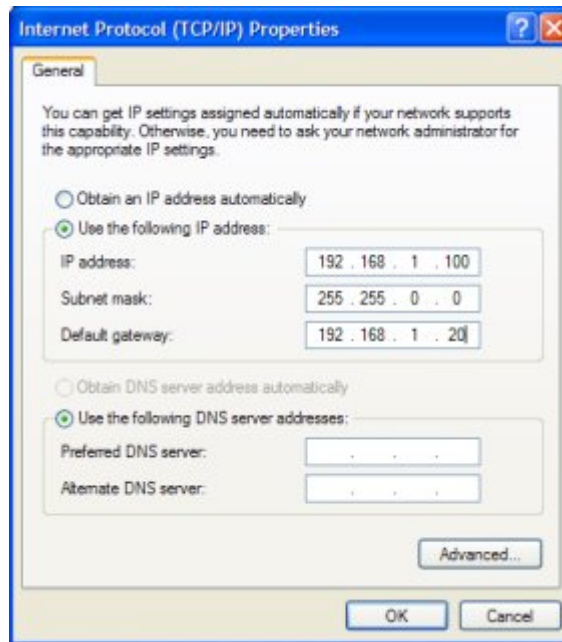 Internet Protocol (TCP/IP) Properties
General
You can get IP settings assigned automatically if your network supports
this capability. Otherwise, you need to ask your network administrator for
the appropriate IP settings.
Obtain an IP address automatically
Use the following IP address:
IP address: 192 . 168 . 1 . 100
Subnet mask: 255 . 255 . 0 . 0
Default gateway: 192 . 168 . 1 . 20
Obtain DNS server address automatically
Use the following DNS server addresses:
Preferred DNS server: . . .
Alternate DNS server: . . .
Advanced...
OK Cancel